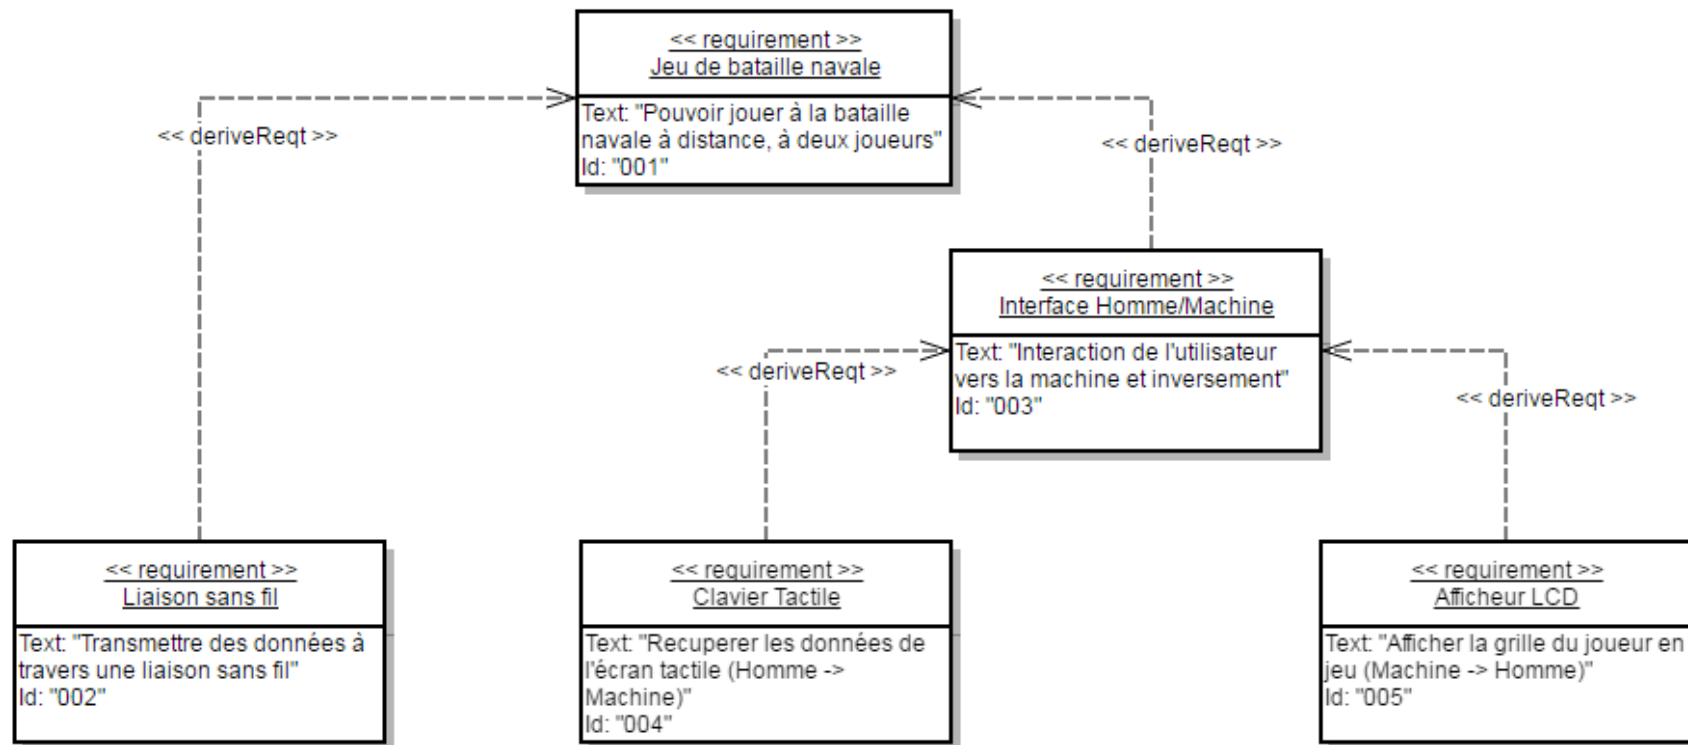 << requirement >>
Jeu de bataille navale
Text: "Pouvoir jouer à la bataille
navale à distance, à deux joueurs"
Id: "001"
<< deriveReqt >>
<< deriveReqt >>
<< requirement >>
Interface Homme/Machine
Text: "Interaction de l'utilisateur
vers la machine et inversement"
Id: "003"
<< deriveReqt >>
<< deriveReqt >>
<< requirement >>
Liaison sans fil
Text: "Transmettre des données à
travers une liaison sans fil"
Id: "002"
<< requirement >>
Clavier Tactile
Text: "Recuperer les données de
l'écran tactile (Homme ->
Machine)"
Id: "004"
<< requirement >>
Afficheur LCD
Text: "Afficher la grille du joueur en
jeu (Machine -> Homme)"
Id: "005"